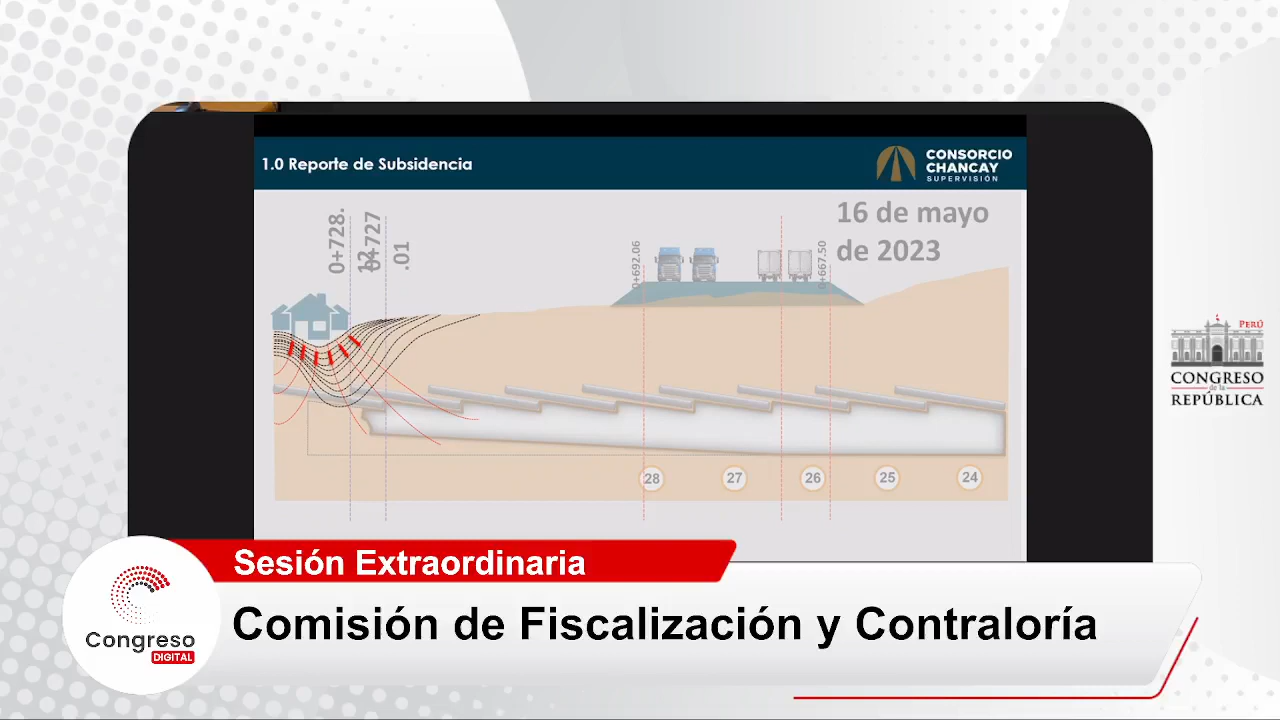 1.0 Reporte de Subsidencia
CONSORCIO
CHANCAY
SUPERVISIÓN
16 de mayo
de 2023
0+728.
12
0+727
.01
0+692.06
0+667.50
28
27
26
25
24
PERÚ
CONGRESO
de la
REPÚBLICA
Sesión Extraordinaria
Comisión de Fiscalización y Contraloría
Congreso
DIGITAL